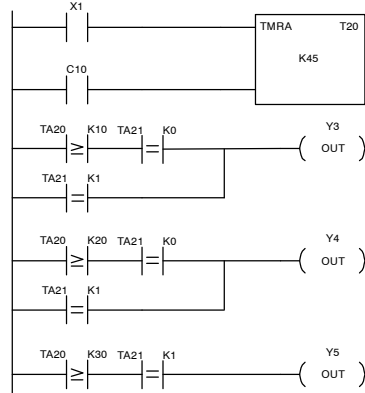 X1
TMRA T20
K45
C10
Y3
TA20 K10 TA21 K0
≥ = OUT
TA21 K1
=
Y4
TA20 K20 TA21 K0
≥ = OUT
TA21 K1
=
Y5
TA20 K30 TA21 K1
≥ = OUT